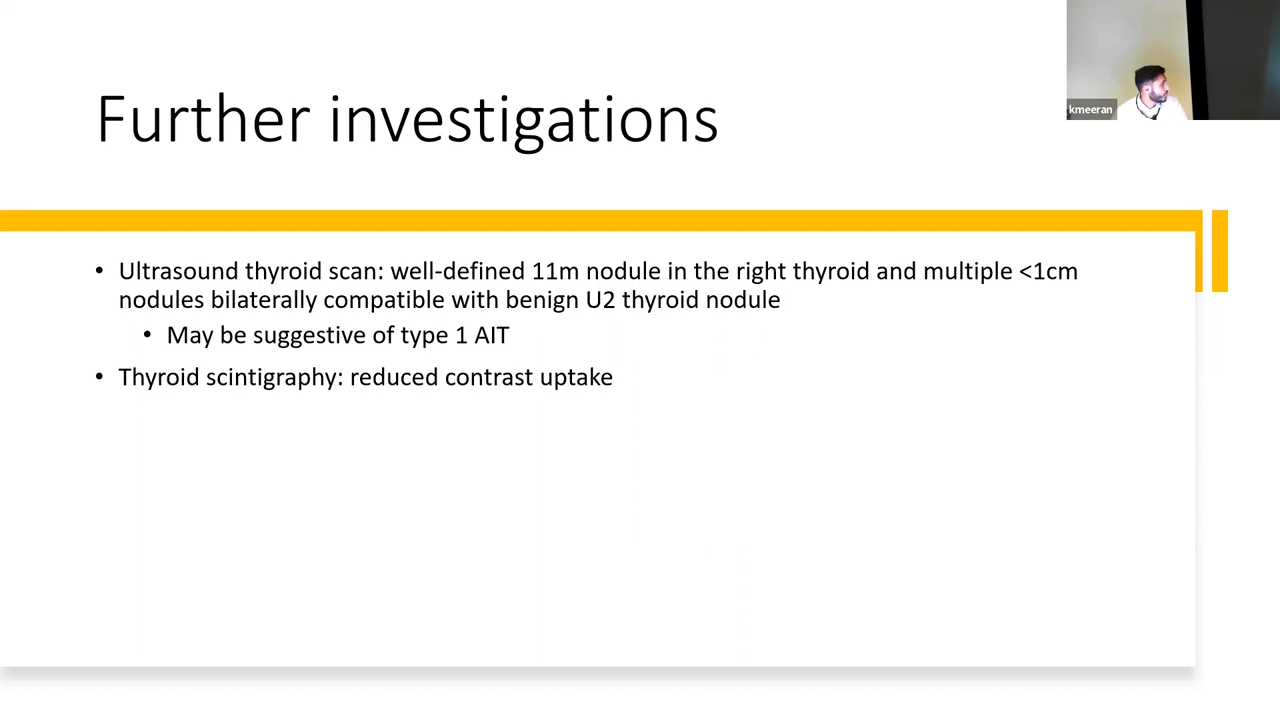 kmeeran
Further investigations
• Ultrasound thyroid scan: well-defined 11m nodule in the right thyroid and multiple <1cm
nodules bilaterally compatible with benign U2 thyroid nodule
• May be suggestive of type 1 AIT
• Thyroid scintigraphy: reduced contrast uptake